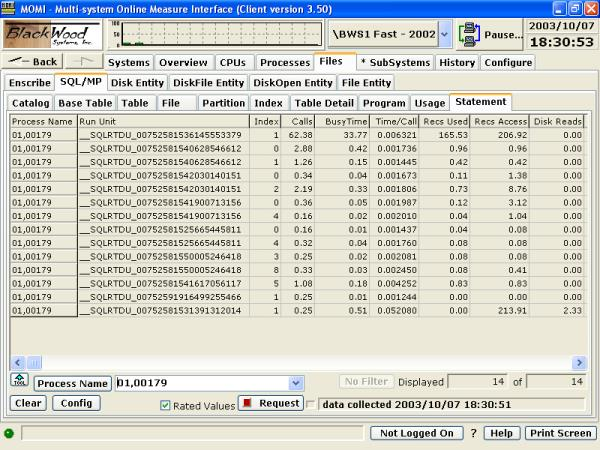 MOMI - Multi-system Online Measure Interface (Client version 3.50)
BlackWood
Systems, Inc.
100
50
\BWS1 Fast - 2002
Pause...
2003/10/07
18:30:53
Back Systems Overview CPUs Processes Files * SubSystems History Configure
Enscribe SQL/MP Disk Entity DiskFile Entity DiskOpen Entity File Entity
Catalog Base Table Table File Partition Index Table Detail Program Usage Statement
Process Name Run Unit Index Calls BusyTime Time/Call Recs Used Recs Access Disk Reads
01,00179 __SQLRTDU_00752581536145553379 1 62.38 33.77 0.006321 165.53 206.92 0.00
01,00179 __SQLRTDU_00752581540628546612 0 2.88 0.42 0.001736 0.96 0.96 0.00
01,00179 __SQLRTDU_00752581540628546612 1 1.26 0.15 0.001445 0.42 0.42 0.00
01,00179 __SQLRTDU_00752581542030140151 0 0.34 0.04 0.001673 0.11 1.38 0.00
01,00179 __SQLRTDU_00752581542030140151 2 2.19 0.33 0.001806 0.73 8.76 0.00
01,00179 __SQLRTDU_00752581541900713156 0 0.36 0.05 0.001987 0.12 3.12 0.00
01,00179 __SQLRTDU_00752581541900713156 4 0.16 0.02 0.002010 0.04 1.04 0.00
01,00179 __SQLRTDU_00752581525665445811 0 0.16 0.01 0.001437 0.04 0.08 0.00
01,00179 __SQLRTDU_00752581525665445811 4 0.32 0.04 0.001760 0.08 0.08 0.00
01,00179 __SQLRTDU_00752581550005246418 3 0.25 0.02 0.002081 0.08 0.08 0.00
01,00179 __SQLRTDU_00752581550005246418 8 0.33 0.03 0.002450 0.08 0.41 0.00
01,00179 __SQLRTDU_00752581541617056117 5 1.08 0.18 0.004252 0.83 0.83 0.00
01,00179 __SQLRTDU_00752591916499255466 1 0.25 0.01 0.001244 0.00 0.00 0.00
01,00179 __SQLRTDU_00752581531391312014 1 0.25 0.51 0.052080 0.00 213.91 2.33
TOOL Process Name 01,00179 No Filter Displayed 14 of 14
Clear Config Rated Values Request data collected 2003/10/07 18:30:51
Not Logged On ? Help Print Screen